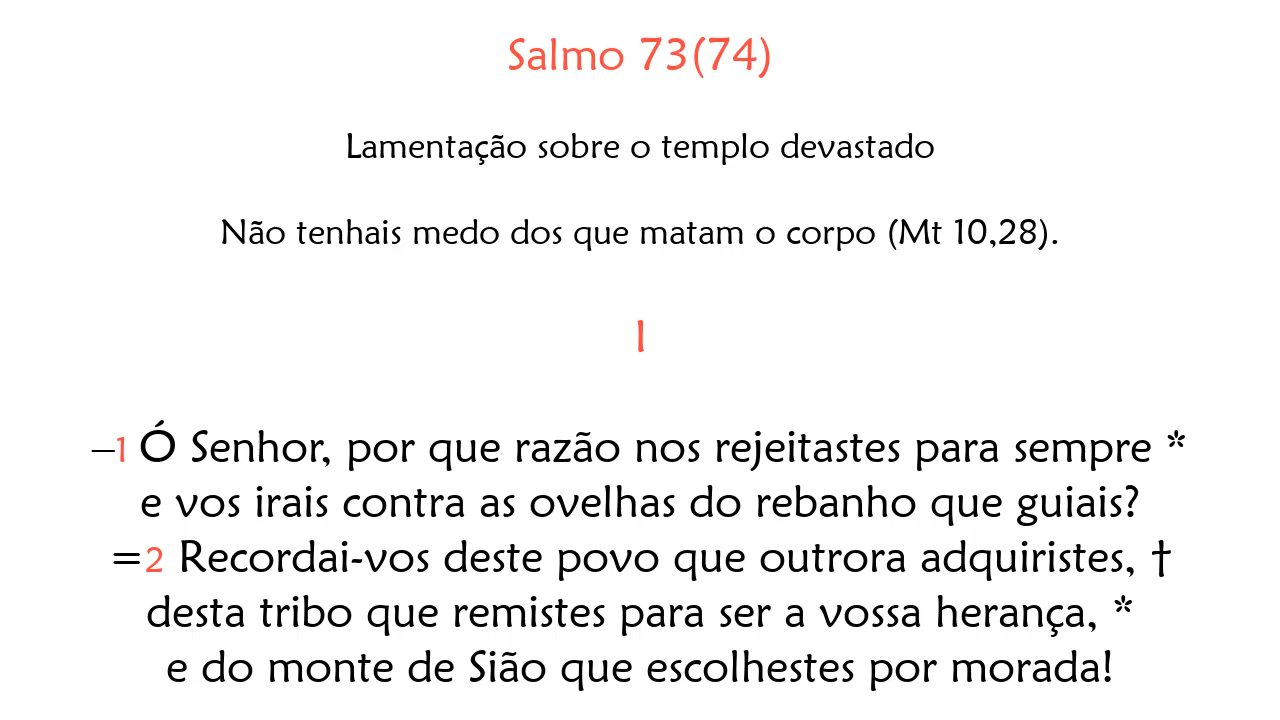 Salmo 73(74)
Lamentação sobre o templo devastado
Não tenhais medo dos que matam o corpo (Mt 10,28).
I
–1 Ó Senhor, por que razão nos rejeitastes para sempre *
e vos irais contra as ovelhas do rebanho que guiais?
=2 Recordai-vos deste povo que outrora adquiristes, †
desta tribo que remistes para ser a vossa herança, *
e do monte de Sião que escolhestes por morada!